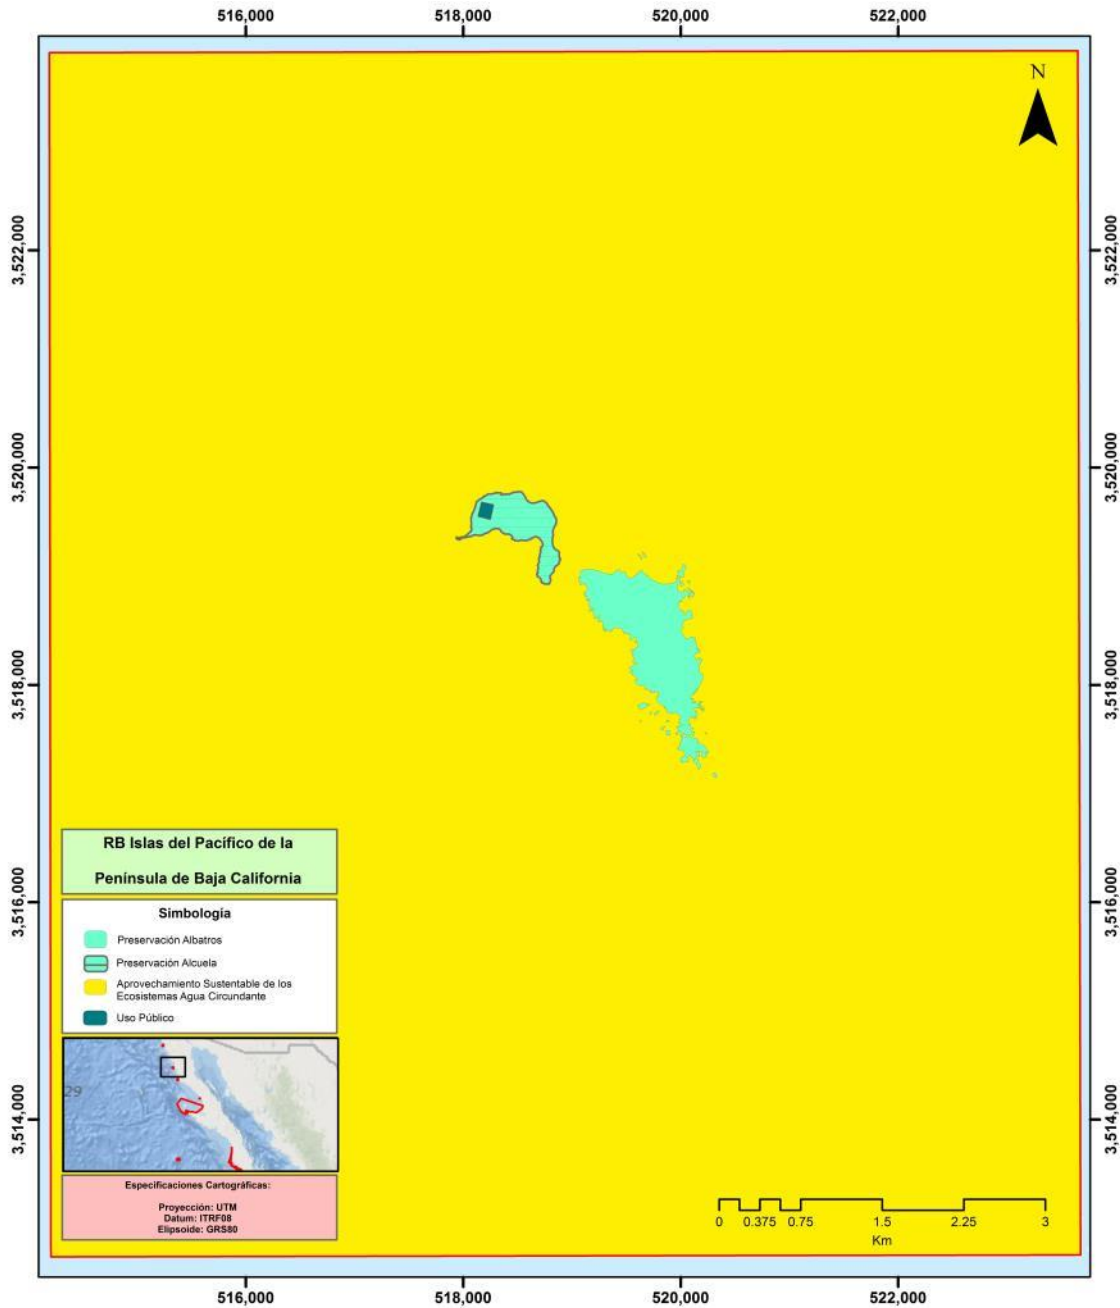 516,000 518,000 520,000 522,000
N
3,522,000 3,522,000
3,520,000 3,520,000
3,518,000 3,518,000
3,516,000 3,516,000
3,514,000 3,514,000
RB Islas del Pacífico de la
Península de Baja California
Simbología
Preservación Albatros
Preservación Alcuela
Aprovechamiento Sustentable de los
Ecosistemas Agua Circundante
Uso Público
29
Especificaciones Cartográficas:
Proyección: UTM
Datum: ITRF08
Elipsoide: GRS80
0 0.375 0.75 1.5 2.25 3
Km
516,000 518,000 520,000 522,000